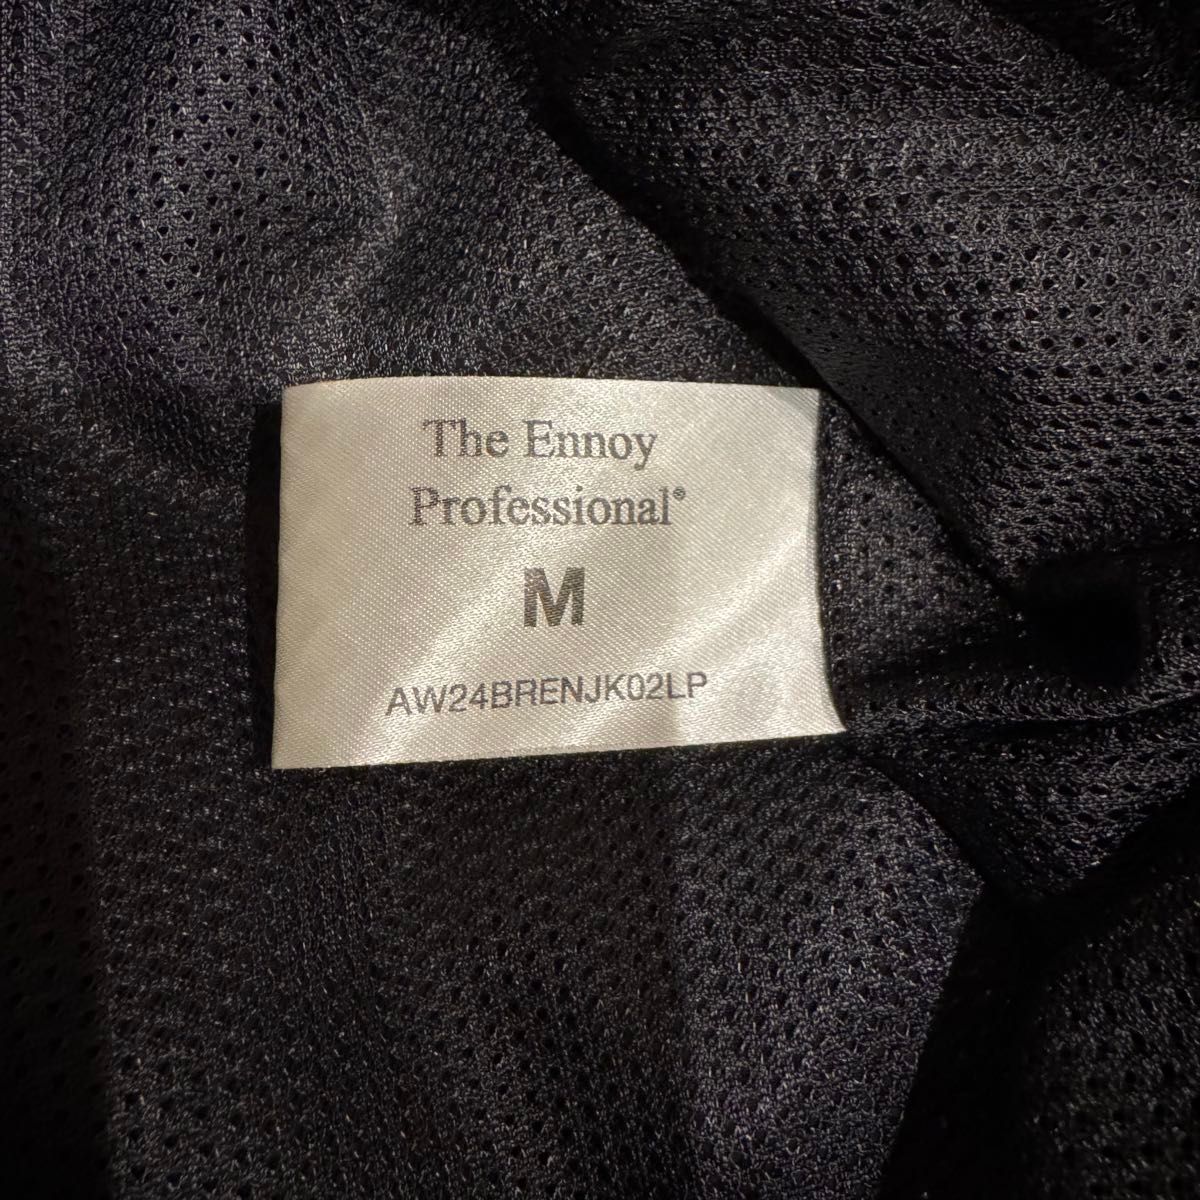 The Ennoy
Professional®
M
AW24BRENJK02LP